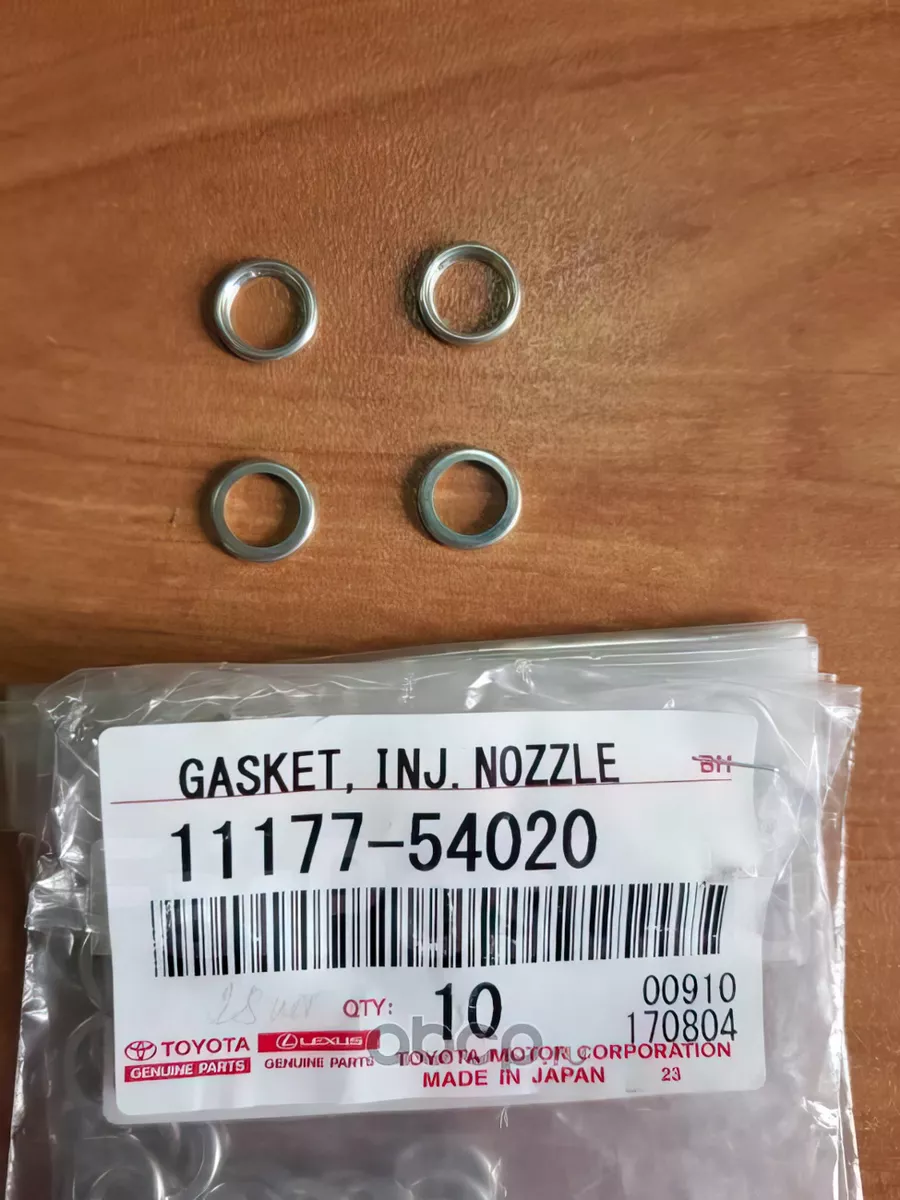 GASKET, INJ. NOZZLE
BH
11177-54020
QTY: 10
00910
170804
TOYOTA
GENUINE PARTS
LEXUS
GENUINE PARTS
TOYOTA MOTOR CORPORATION
MADE IN JAPAN 23